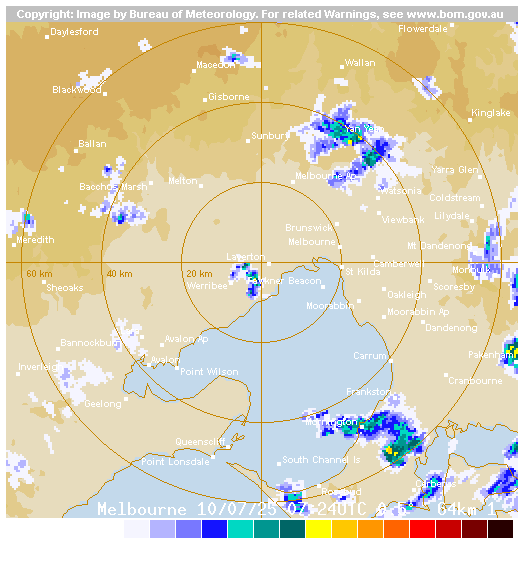 Copyright: Image by Bureau of Meteorology. For related Warnings, see www.bom.gov.au
Daylesford
Flowerdale
Macedon
Wallan
Blackwood
Gisborne
Kinglake
Yan Yean
Sunbury
Ballan
Yarra Glen
Melbourne Ap
Bacchus Marsh
Melton
Watsonia
Coldstream
Viewbank
Lilydale
Brunswick
Meredith
Melbourne
Mt Dandenong
Laverton
Camberwell
60 km
40 km
20 km
St Kilda
Monbulk
Sheoaks
Werribee
Fawkner Beacon
Scoresby
Oakleigh
Moorabbin
Moorabbin Ap
Dandenong
Avalon Ap
Bannockburn
Carrum
Pakenham
Avalon
Inverleigh
Point Wilson
Cranbourne
Frankston
Geelong
Mornington
Queenscliff
Point Lonsdale
South Channel Is
Cerberus
Rosebud
Melbourne 10/07/25 07:24UTC 64km